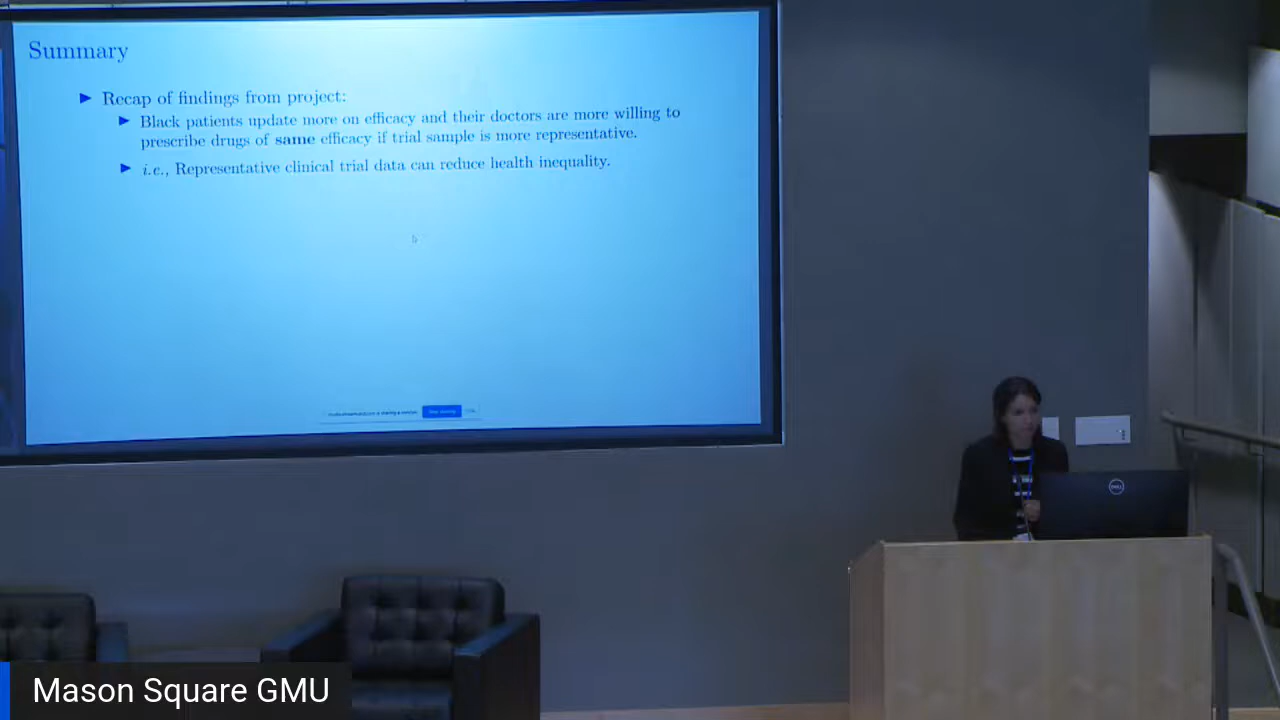 Summary
▶ Recap of findings from project:
▶ Black patients update more on efficacy and their doctors are more willing to
prescribe drugs of same efficacy if trial sample is more representative.
▶ i.e., Representative clinical trial data can reduce health inequality.
DELL
Mason Square GMU